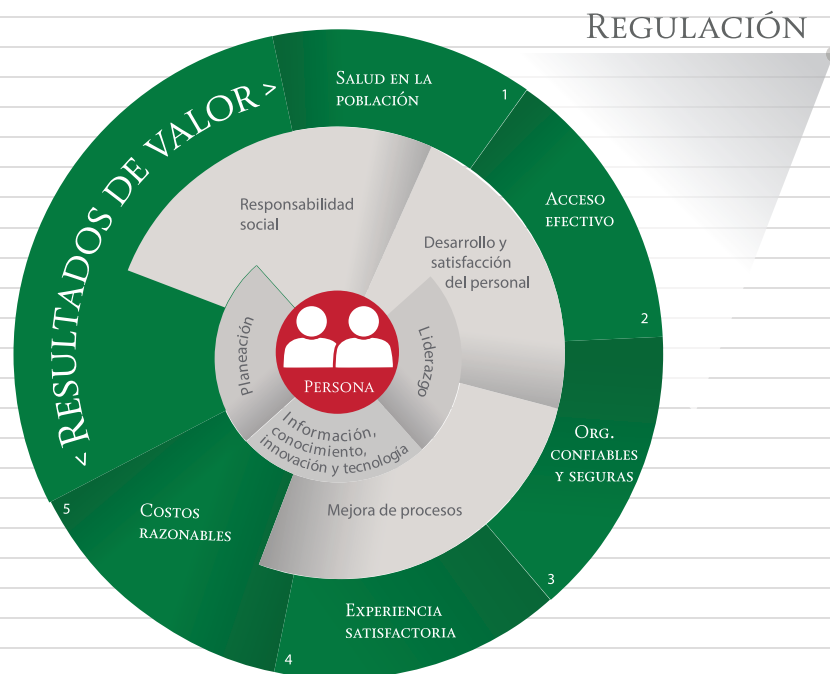 REGULACIÓN
< RESULTADOS DE VALOR >
SALUD EN LA
POBLACIÓN
1
ACCESO
EFECTIVO
2
ORG.
CONFIABLES
Y SEGURAS
3
EXPERIENCIA
SATISFACTORIA
4
COSTOS
RAZONABLES
5
Responsabilidad
social
Desarrollo y
satisfacción
del personal
Mejora de procesos
Planeación
Liderazgo
Información,
conocimiento,
innovación y tecnología
PERSONA